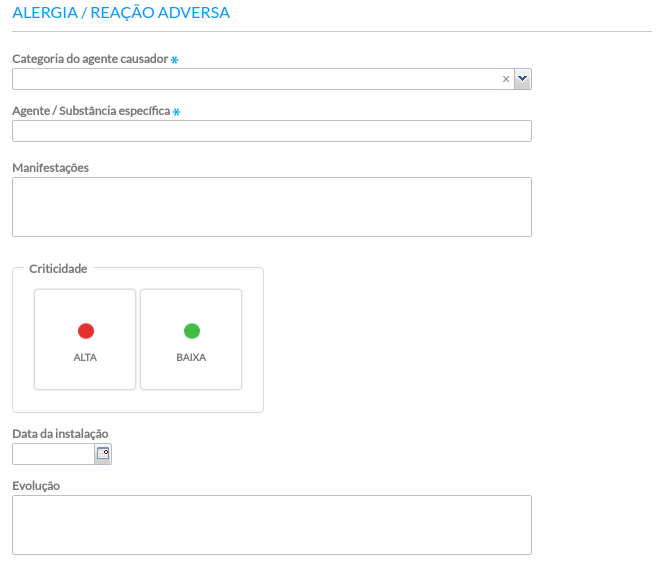 ALERGIA / REAÇÃO ADVERSA
Categoria do agente causador *
Agente / Substância específica *
Manifestações
Criticidade
ALTA BAIXA
Data da instalação
Evolução